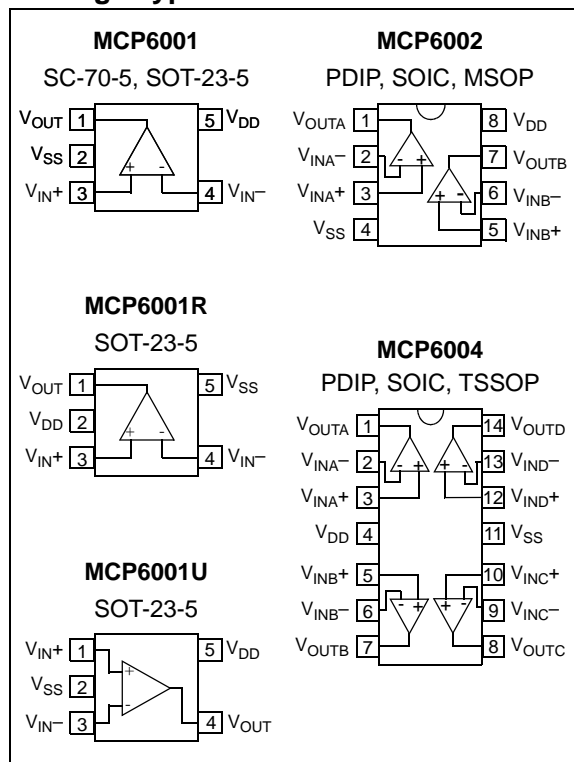 MCP6001
SC-70-5, SOT-23-5
VOUT 1 5 VDD
VSS 2
VIN+ 3 4 VIN–
+ -
MCP6002
PDIP, SOIC, MSOP
VOUTA 1 8 VDD
VINA– 2 7 VOUTB
- +
VINA+ 3 6 VINB–
+ -
VSS 4 5 VINB+
MCP6001R
SOT-23-5
VOUT 1 5 VSS
VDD 2
VIN+ 3 4 VIN–
+ -
MCP6004
PDIP, SOIC, TSSOP
VOUTA 1 14 VOUTD
VINA– 2 13 VIND–
- + + -
VINA+ 3 12 VIND+
VDD 4 11 VSS
VINB+ 5 10 VINC+
VINB– 6 9 VINC–
- + + -
VOUTB 7 8 VOUTC
MCP6001U
SOT-23-5
VIN+ 1 5 VDD
+
VSS 2
-
VIN– 3 4 VOUT